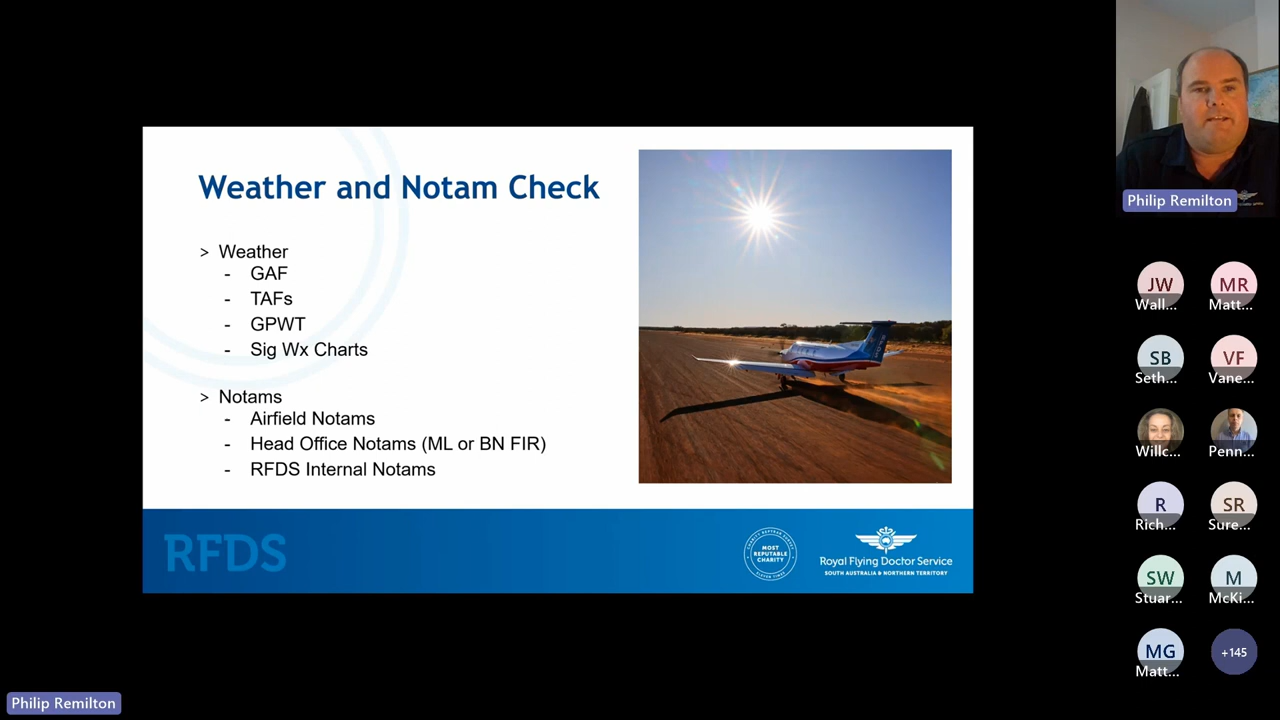 Weather and Notam Check
> Weather
- GAF
- TAFs
- GPWT
- Sig Wx Charts
> Notams
- Airfield Notams
- Head Office Notams (ML or BN FIR)
- RFDS Internal Notams
RFDS
MOST
REPUTABLE
CHARITY
Royal Flying Doctor Service
SOUTH AUSTRALIA & NORTHERN TERRITORY
Philip Remilton
JW
Wall...
MR
Matt...
SB
Seth...
VF
Vane...
Willc...
Penn...
R
Rich...
SR
Sure...
SW
Stuar...
M
McKi...
MG
Matt...
+145
Philip Remilton